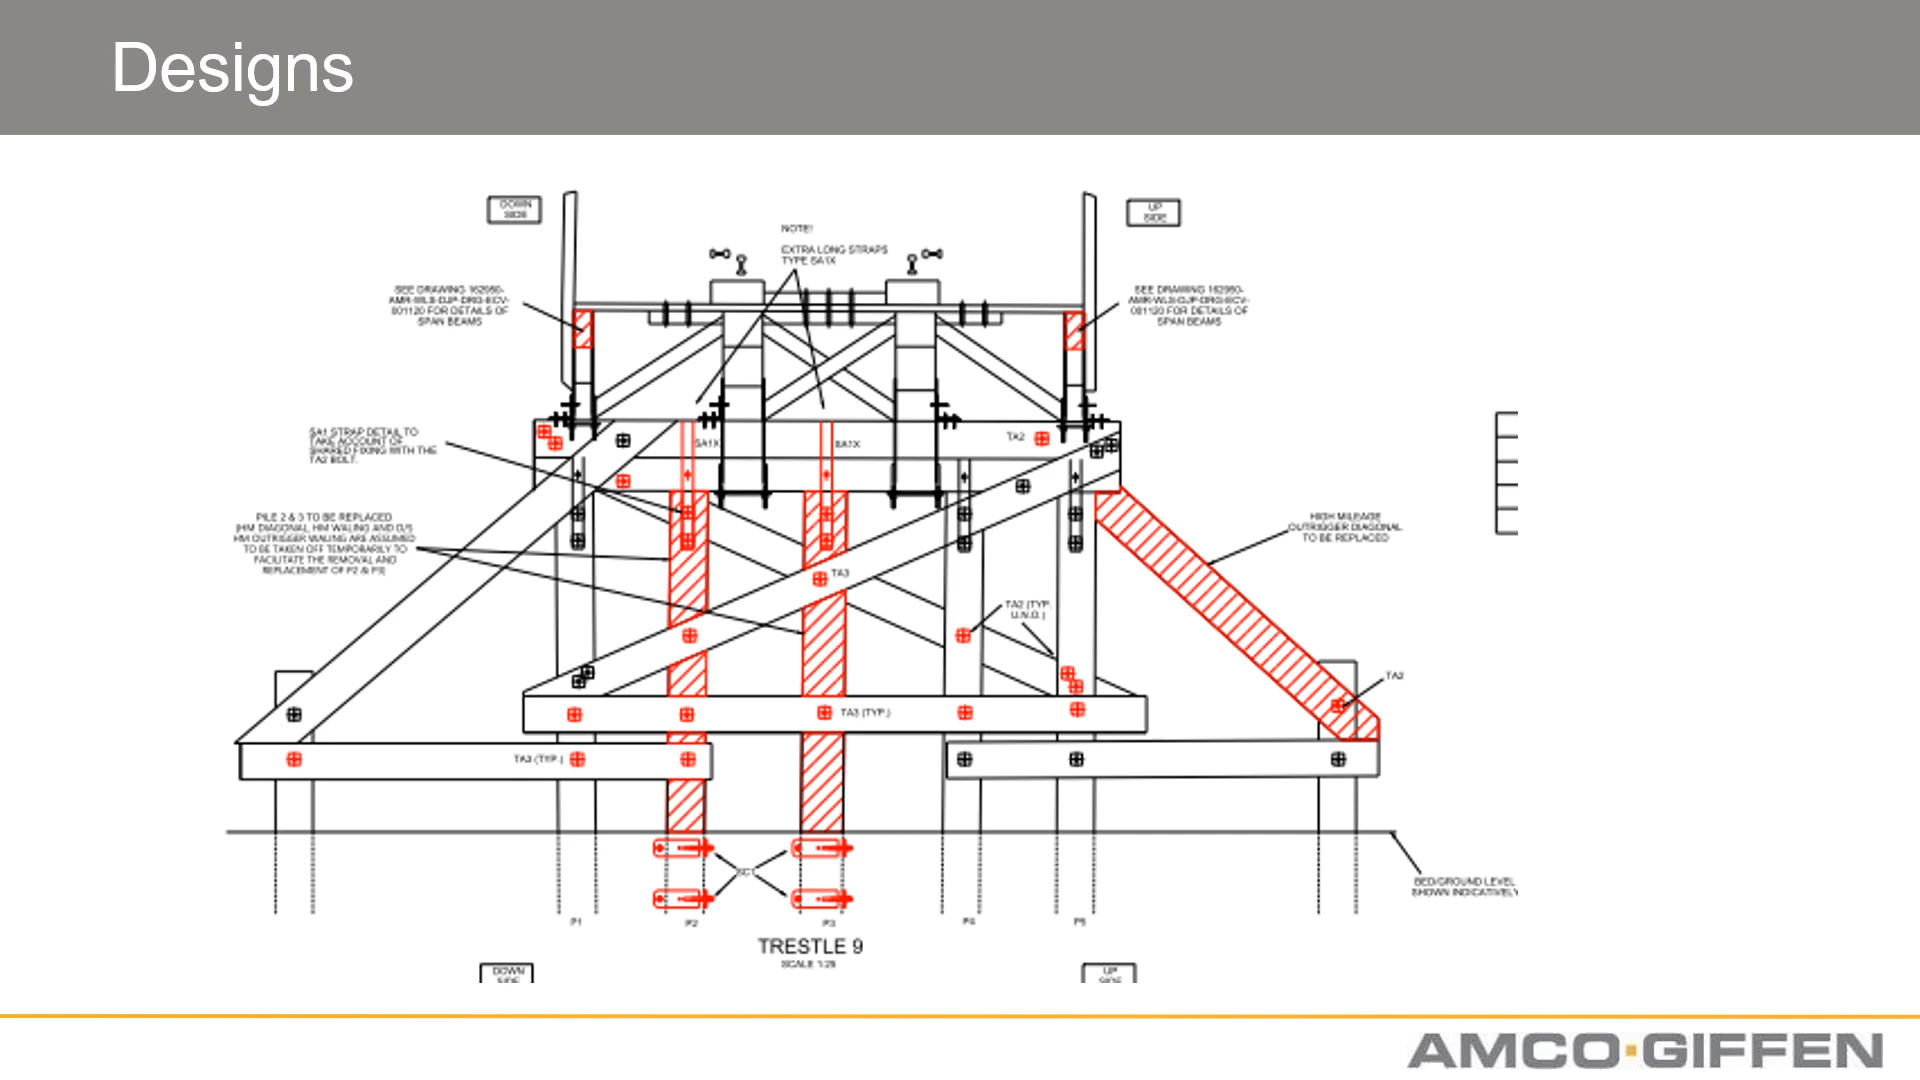 Designs
DOWN
SIDE
UP
SIDE
NOTE!
EXTRA LONG STRAPS
TYPE SA1X
SEE DRAWING 162950-
AMR-WLS-DJP-DRG-ECV-
001120 FOR DETAILS OF
SPAN BEAMS
SEE DRAWING 162950-
AMR-WLS-DJP-DRG-ECV-
001120 FOR DETAILS OF
SPAN BEAMS
SA1 STRAP DETAIL TO
TAKE ACCOUNT OF
SHARED FIXING WITH THE
TA2 BOLT.
SA1X
SA1X
TA2
PILE 2 & 3 TO BE REPLACED
(HM DIAGONAL, HM WALING AND D/S
HM OUTRIGGER WALING ARE ASSUMED
TO BE TAKEN OFF TEMPORARILY TO
FACILITATE THE REMOVAL AND
REPLACEMENT OF P2 & P3)
HIGH MILEAGE
OUTRIGGER DIAGONAL
TO BE REPLACED
TA3
TA2 (TYP.
U.N.O.)
TA2
TA3 (TYP.)
TA3 (TYP.)
SC1
BED/GROUND LEVEL
SHOWN INDICATIVELY
P1
P2
P3
P4
P5
TRESTLE 9
SCALE 1:25
DOWN
SIDE
UP
SIDE
AMCO GIFFEN